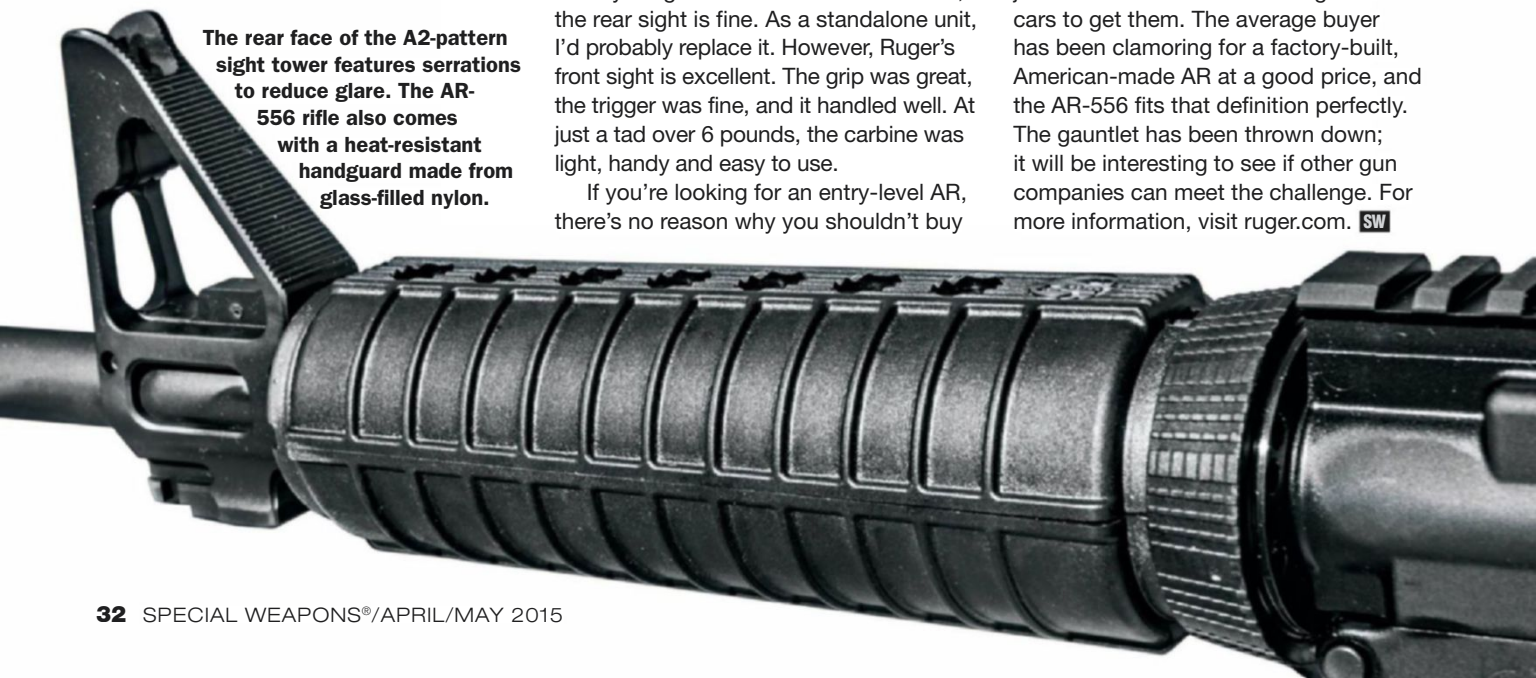 The rear face of the A2-pattern
sight tower features serrations
to reduce glare. The AR-
556 rifle also comes
with a heat-resistant
handguard made from
glass-filled nylon.
the rear sight is fine. As a standalone unit,
I’d probably replace it. However, Ruger’s
front sight is excellent. The grip was great,
the trigger was fine, and it handled well. At
just a tad over 6 pounds, the carbine was
light, handy and easy to use.
If you’re looking for an entry-level AR,
there’s no reason why you shouldn’t buy
cars to get them. The average buyer
has been clamoring for a factory-built,
American-made AR at a good price, and
the AR-556 fits that definition perfectly.
The gauntlet has been thrown down;
it will be interesting to see if other gun
companies can meet the challenge. For
more information, visit ruger.com. SW
32 SPECIAL WEAPONS®/APRIL/MAY 2015